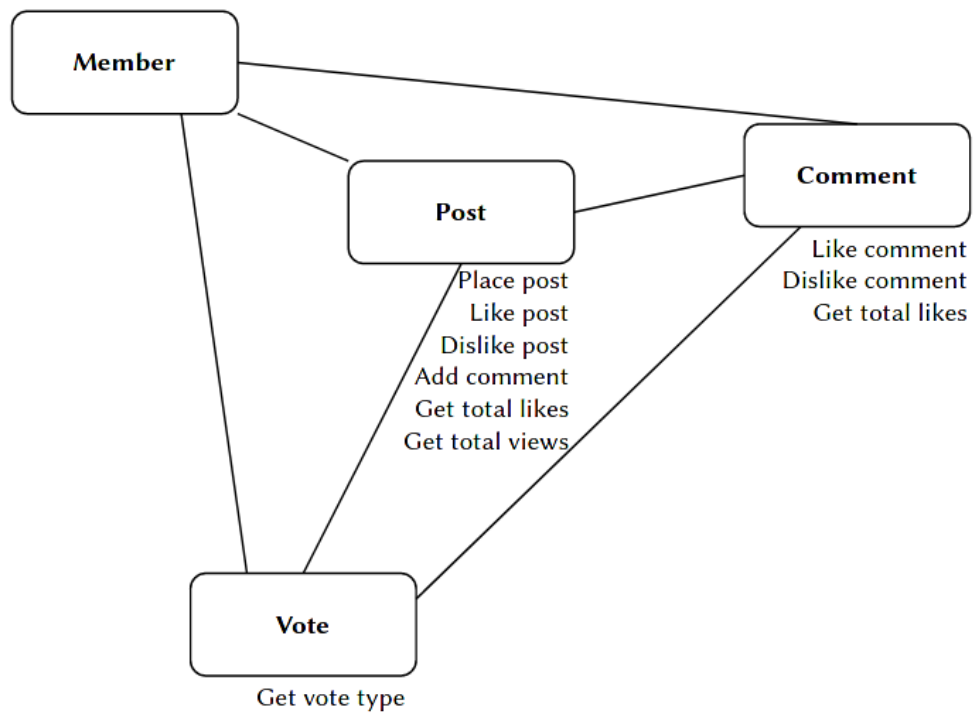 Member
Comment
Post
Like comment
Dislike comment
Get total likes
Place post
Like post
Dislike post
Add comment
Get total likes
Get total views
Vote
Get vote type